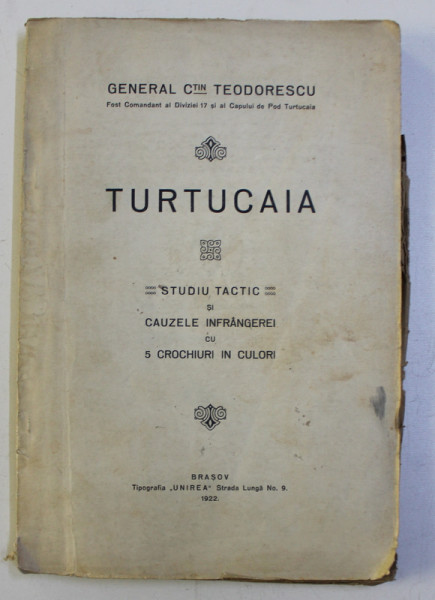 GENERAL CTIN TEODORESCU
Fost Comandant al Diviziei 17 și al Capului de Pod Turtucaia
TURTUCAIA
STUDIU TACTIC
ȘI
CAUZELE INFRÂNGEREI
CU
5 CROCHIURI IN CULORI
BRAȘOV
Tipografia „UNIREA“ Strada Lungă No. 9.
1922.